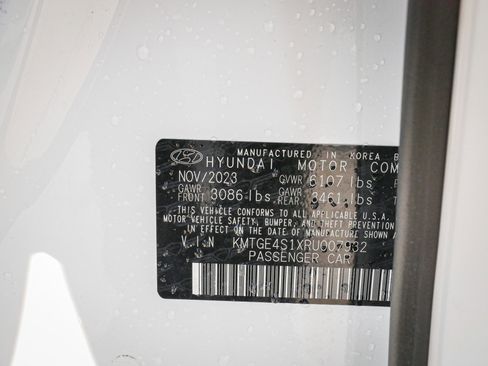 MANUFACTURED IN KOREA B
HYUNDAI MOTOR COM
NOV/2023 GVWR 6107 lbs
GAWR FRONT 3086 lbs GAWR REAR 3461 lbs
THIS VEHICLE CONFORMS TO ALL APPLICABLE U.S.A.
MOTOR VEHICLE SAFETY, BUMPER, AND THEFT PREVENTION
IN EFFECT ON THE DATE OF MANUFACT
V.I.N KMTGE4S1XRU007932
PASSENGER CAR